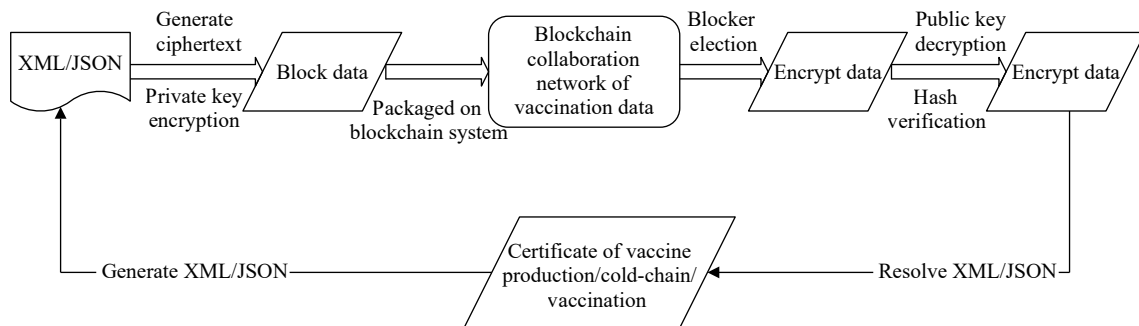 XML/JSON
Generate
ciphertext
Private key
encryption
Block data
Packaged on
blockchain system
Blockchain
collaboration
network of
vaccination data
Blocker
election
Encrypt data
Public key
decryption
Hash
verification
Encrypt data
Resolve XML/JSON
Certificate of vaccine
production/cold-chain/
vaccination
Generate XML/JSON